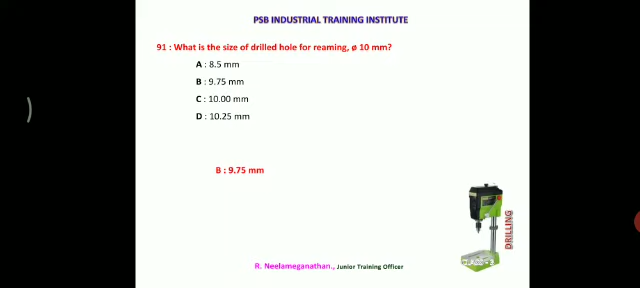 PSB INDUSTRIAL TRAINING INSTITUTE
91 : What is the size of drilled hole for reaming, ø 10 mm?
A : 8.5 mm
B : 9.75 mm
C : 10.00 mm
D : 10.25 mm
B : 9.75 mm
DRILLING
R. Neelameganathan., Junior Training Officer